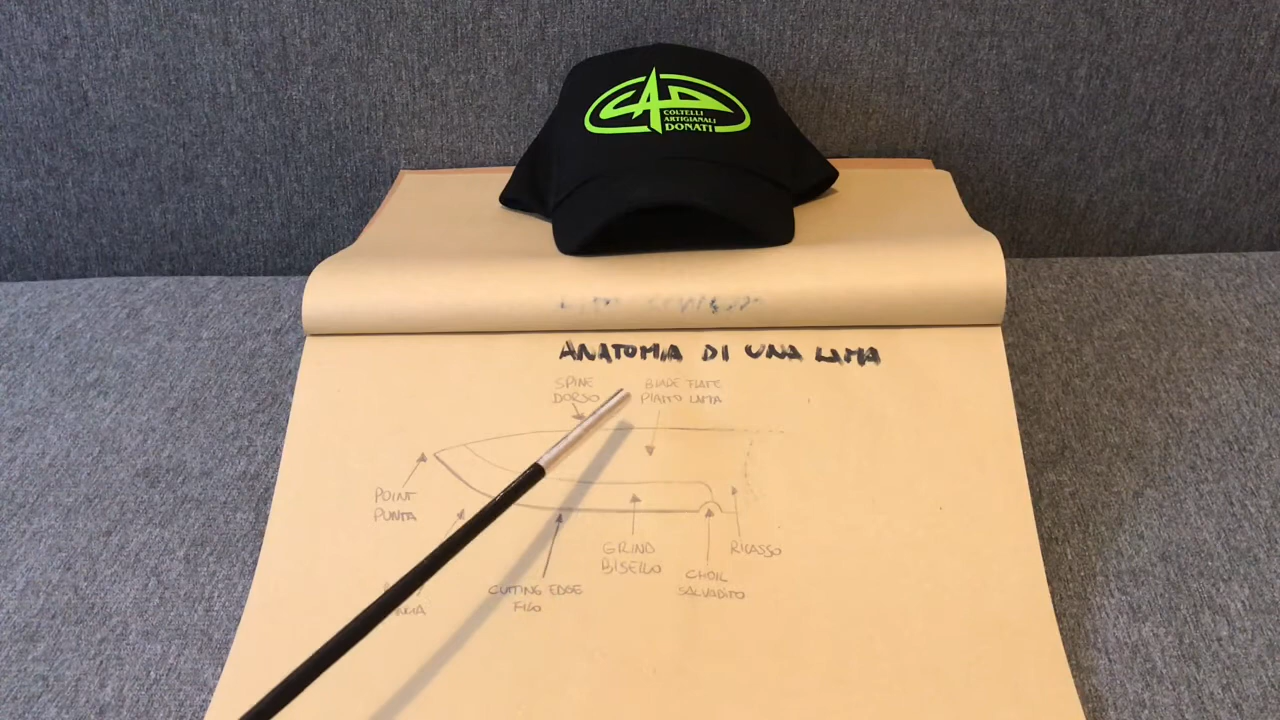 CAD
COLTELLI
ARTIGIANALI
DONATI
ANATOMIA DI UNA LAMA
SPINE
DORSO
BLADE FLATE
PIATTO LAMA
POINT
PUNTA
GRIND
BISELLO
RICASSO
CHOIL
SALVADITO
CUTTING EDGE
FILO